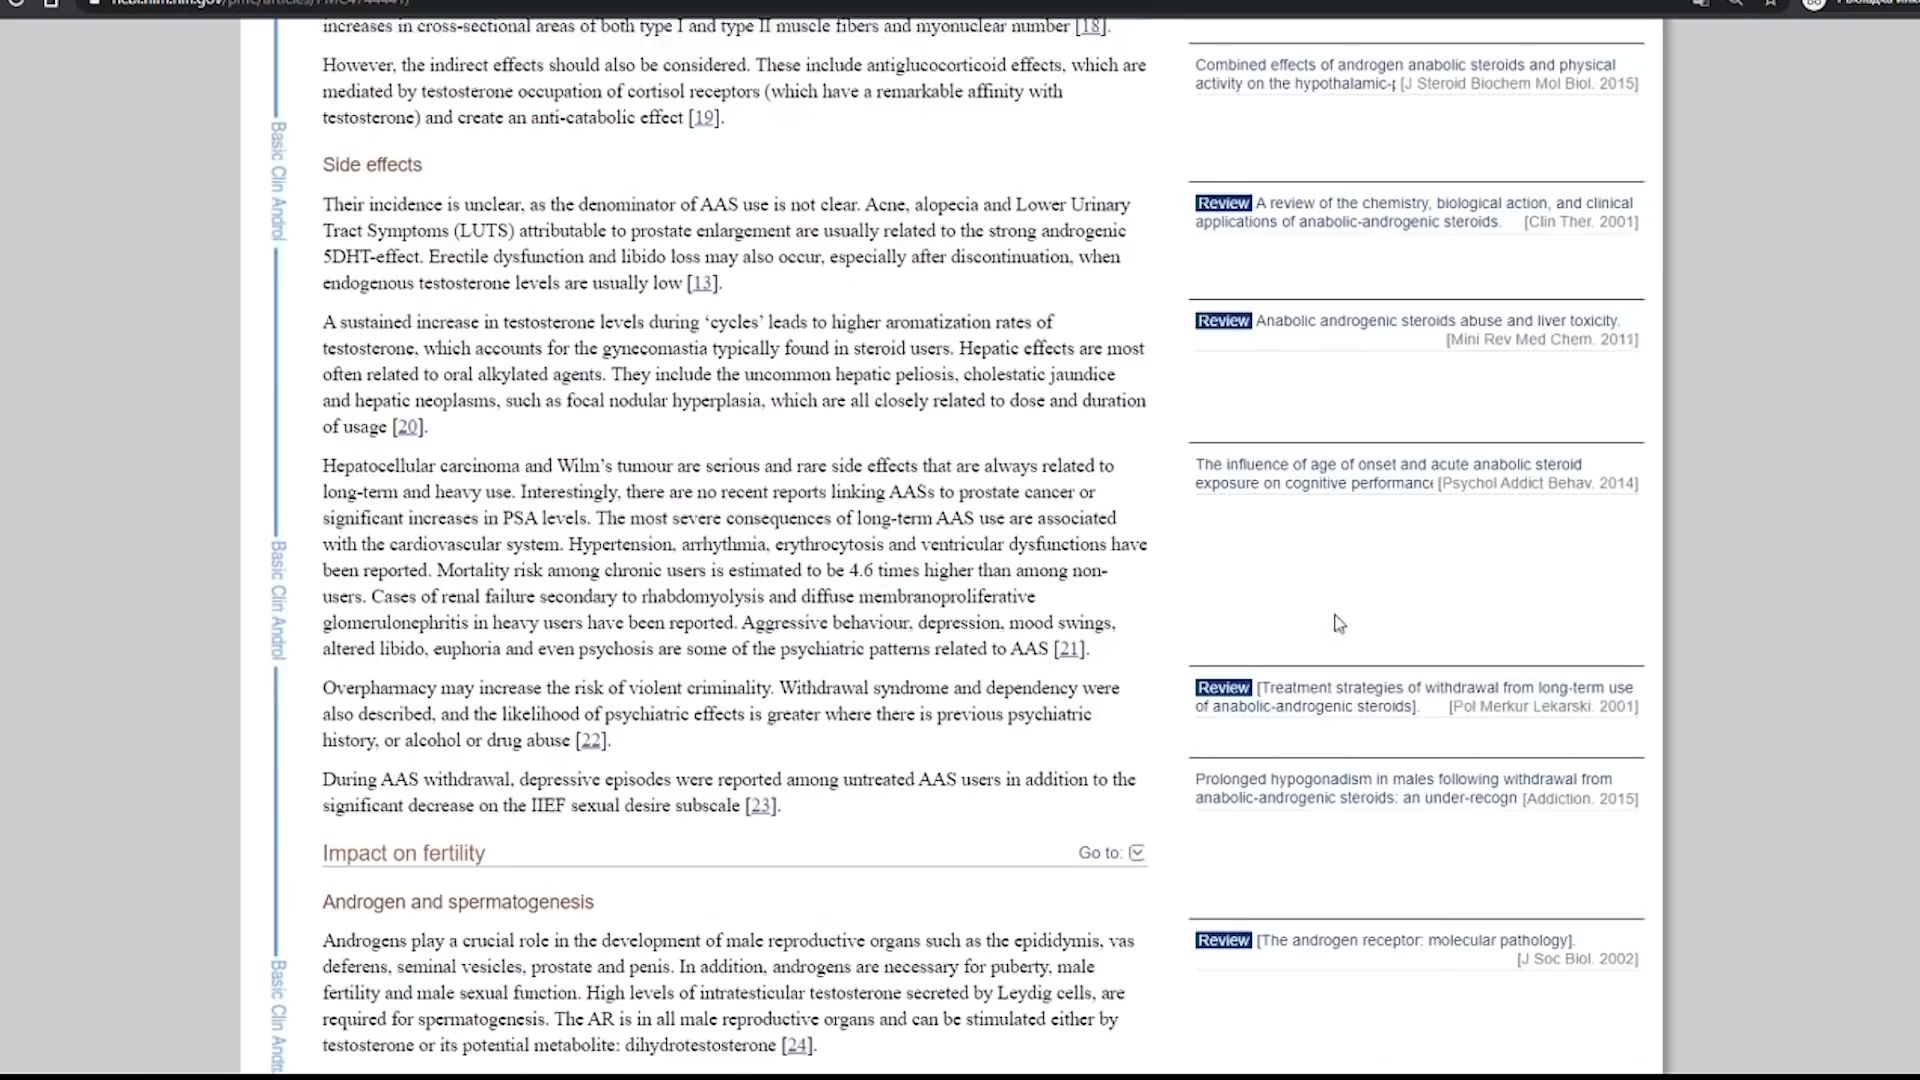 increases in cross-sectional areas of both type I and type II muscle fibers and myonuclear number [18].
However, the indirect effects should also be considered. These include antiglucocorticoid effects, which are
mediated by testosterone occupation of cortisol receptors (which have a remarkable affinity with
testosterone) and create an anti-catabolic effect [19].
Side effects
Their incidence is unclear, as the denominator of AAS use is not clear. Acne, alopecia and Lower Urinary
Tract Symptoms (LUTS) attributable to prostate enlargement are usually related to the strong androgenic
5DHT-effect. Erectile dysfunction and libido loss may also occur, especially after discontinuation, when
endogenous testosterone levels are usually low [13].
A sustained increase in testosterone levels during ‘cycles’ leads to higher aromatization rates of
testosterone, which accounts for the gynecomastia typically found in steroid users. Hepatic effects are most
often related to oral alkylated agents. They include the uncommon hepatic peliosis, cholestatic jaundice
and hepatic neoplasms, such as focal nodular hyperplasia, which are all closely related to dose and duration
of usage [20].
Hepatocellular carcinoma and Wilm’s tumour are serious and rare side effects that are always related to
long-term and heavy use. Interestingly, there are no recent reports linking AASs to prostate cancer or
significant increases in PSA levels. The most severe consequences of long-term AAS use are associated
with the cardiovascular system. Hypertension, arrhythmia, erythrocytosis and ventricular dysfunctions have
been reported. Mortality risk among chronic users is estimated to be 4.6 times higher than among non-
users. Cases of renal failure secondary to rhabdomyolysis and diffuse membranoproliferative
glomerulonephritis in heavy users have been reported. Aggressive behaviour, depression, mood swings,
altered libido, euphoria and even psychosis are some of the psychiatric patterns related to AAS [21].
Overpharmacy may increase the risk of violent criminality. Withdrawal syndrome and dependency were
also described, and the likelihood of psychiatric effects is greater where there is previous psychiatric
history, or alcohol or drug abuse [22].
During AAS withdrawal, depressive episodes were reported among untreated AAS users in addition to the
significant decrease on the IIEF sexual desire subscale [23].
Impact on fertility
Go to:
Androgen and spermatogenesis
Androgens play a crucial role in the development of male reproductive organs such as the epididymis, vas
deferens, seminal vesicles, prostate and penis. In addition, androgens are necessary for puberty, male
fertility and male sexual function. High levels of intratesticular testosterone secreted by Leydig cells, are
required for spermatogenesis. The AR is in all male reproductive organs and can be stimulated either by
testosterone or its potential metabolite: dihydrotestosterone [24].
Combined effects of androgen anabolic steroids and physical
activity on the hypothalamic-p [J Steroid Biochem Mol Biol. 2015]
Review A review of the chemistry, biological action, and clinical
applications of anabolic-androgenic steroids. [Clin Ther. 2001]
Review Anabolic androgenic steroids abuse and liver toxicity.
[Mini Rev Med Chem. 2011]
The influence of age of onset and acute anabolic steroid
exposure on cognitive performance [Psychol Addict Behav. 2014]
Review [Treatment strategies of withdrawal from long-term use
of anabolic-androgenic steroids]. [Pol Merkur Lekarski. 2001]
Prolonged hypogonadism in males following withdrawal from
anabolic-androgenic steroids: an under-recogn [Addiction. 2015]
Review [The androgen receptor: molecular pathology].
[J Soc Biol. 2002]
Basic Clin Androl
Basic Clin Androl
Basic Clin Andro